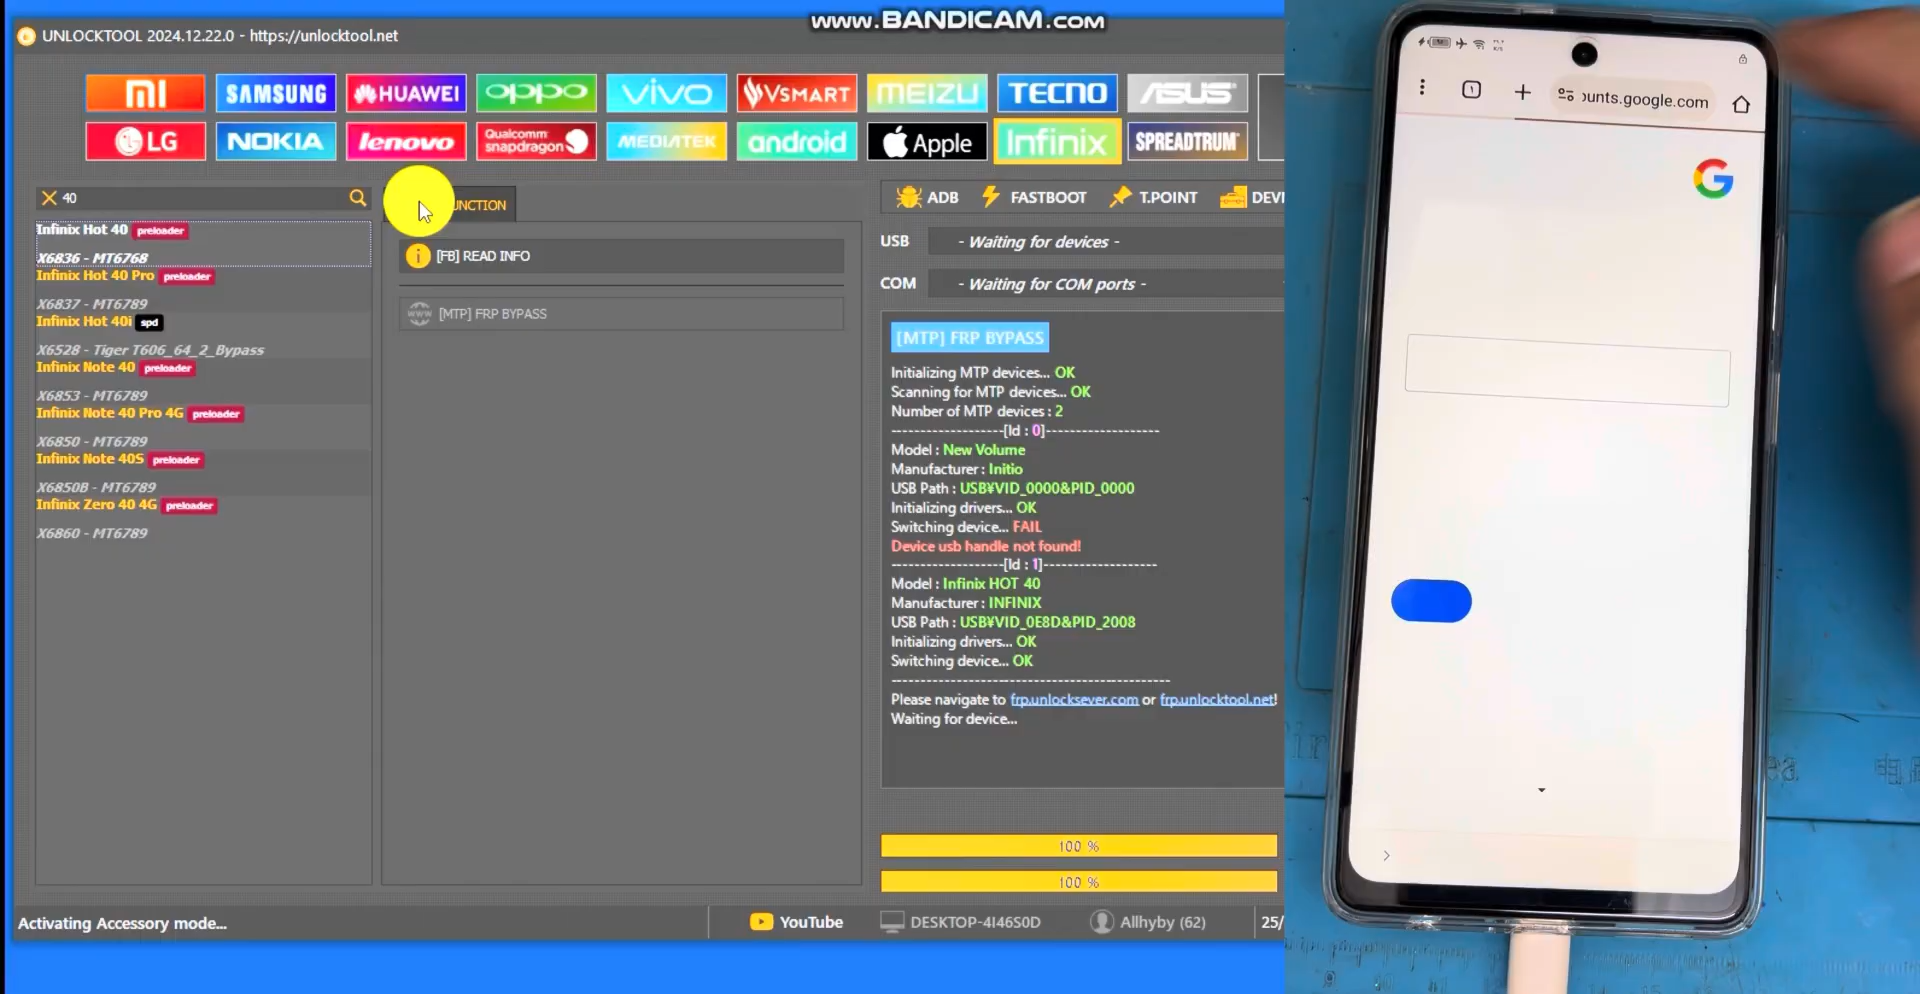 www.BANDICAM.com
UNLOCKTOOL 2024.12.22.0 - https://unlocktool.net
MI
SAMSUNG
HUAWEI
oppo
vivo
VSMART
MEIZU
TECNO
ASUS
LG
NOKIA
lenovo
Qualcomm snapdragon
MEDIATEK
android
Apple
Infinix
SPREADTRUM
40
UNCTION
ADB
FASTBOOT
T.POINT
DEVI
Infinix Hot 40 preloader
X6836 - MT6768
Infinix Hot 40 Pro preloader
X6837 - MT6789
Infinix Hot 40i spd
X6528 - Tiger T606_64_2_Bypass
Infinix Note 40 preloader
X6853 - MT6789
Infinix Note 40 Pro 4G preloader
X6850 - MT6789
Infinix Note 40S preloader
X6850B - MT6789
Infinix Zero 40 4G preloader
X6860 - MT6789
[FB] READ INFO
www [MTP] FRP BYPASS
USB - Waiting for devices -
COM - Waiting for COM ports -
[MTP] FRP BYPASS
Initializing MTP devices... OK
Scanning for MTP devices... OK
Number of MTP devices : 2
-------------------[Id : 0]-------------------
Model : New Volume
Manufacturer : Initio
USB Path : USB¥VID_0000&PID_0000
Initializing drivers... OK
Switching device... FAIL
Device usb handle not found!
-------------------[Id : 1]-------------------
Model : Infinix HOT 40
Manufacturer : INFINIX
USB Path : USB¥VID_0E8D&PID_2008
Initializing drivers... OK
Switching device... OK
----------------------------------------------
Please navigate to frp.unlocksever.com or frp.unlocktool.net!
Waiting for device...
100 %
100 %
Activating Accessory mode...
YouTube
DESKTOP-4I46S0D
Allhyby (62)
25/
1
ounts.google.com
G